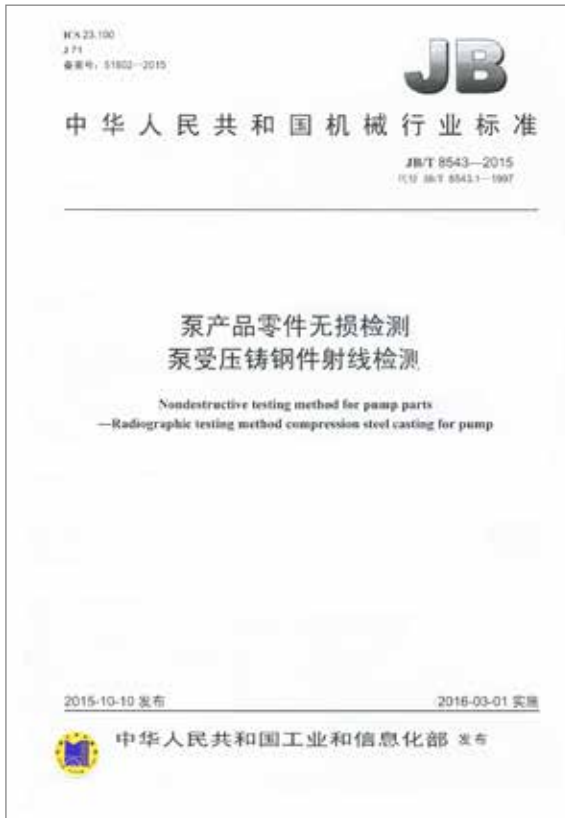 ICS 23.100
J 71
备案号：51802—2015
JB
中华人民共和国机械行业标准
JB/T 8543—2015
代替 JB/T 8543.1—1997
泵产品零件无损检测
泵受压铸钢件射线检测
Nondestructive testing method for pump parts
—Radiographic testing method compression steel casting for pump
2015-10-10 发布
2016-03-01 实施
中华人民共和国工业和信息化部 发布